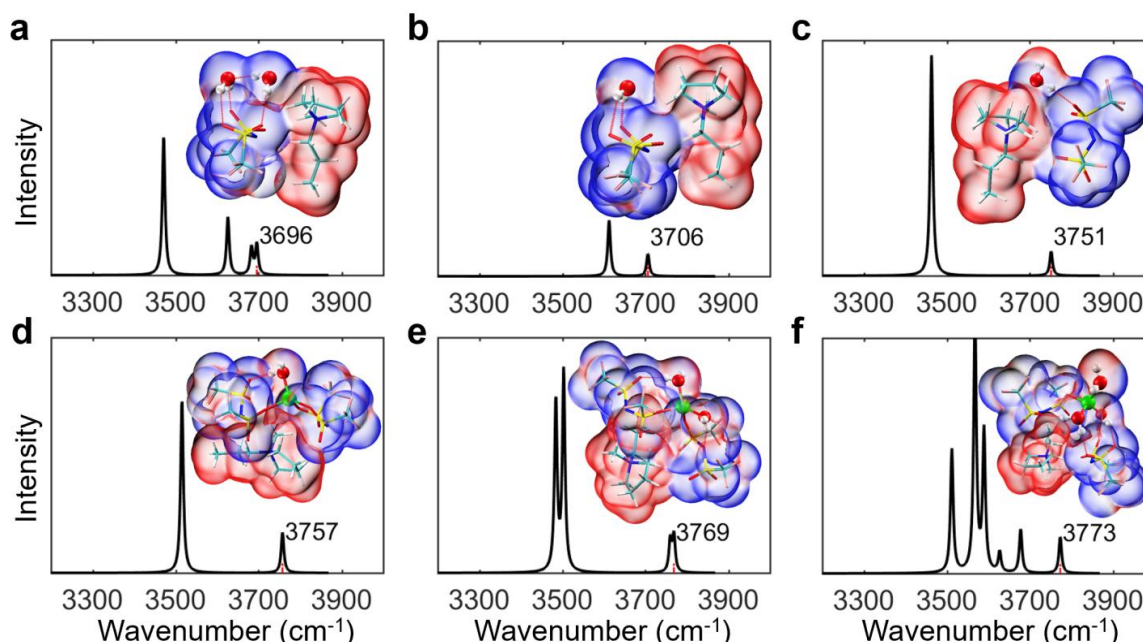 a b c
Intensity
3696 3706 3751
3300 3500 3700 3900 3300 3500 3700 3900 3300 3500 3700 3900
d e f
Intensity
3757 3769 3773
3300 3500 3700 3900 3300 3500 3700 3900 3300 3500 3700 3900
Wavenumber (cm⁻¹) Wavenumber (cm⁻¹) Wavenumber (cm⁻¹)